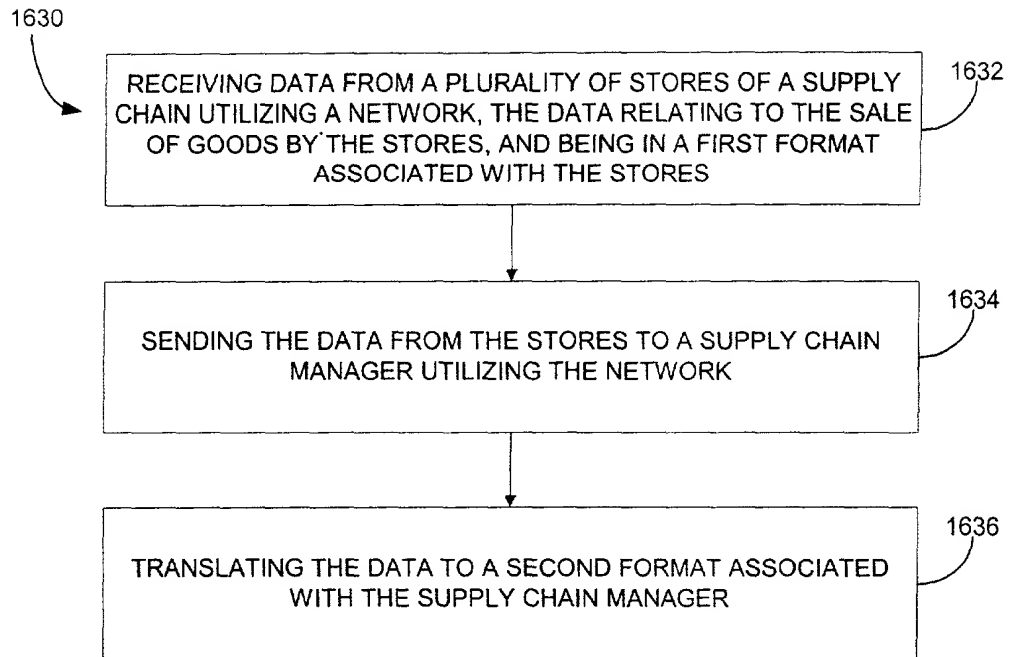 1630
RECEIVING DATA FROM A PLURALITY OF STORES OF A SUPPLY
CHAIN UTILIZING A NETWORK, THE DATA RELATING TO THE SALE
OF GOODS BY THE STORES, AND BEING IN A FIRST FORMAT
ASSOCIATED WITH THE STORES
1632
SENDING THE DATA FROM THE STORES TO A SUPPLY CHAIN
MANAGER UTILIZING THE NETWORK
1634
TRANSLATING THE DATA TO A SECOND FORMAT ASSOCIATED
WITH THE SUPPLY CHAIN MANAGER
1636